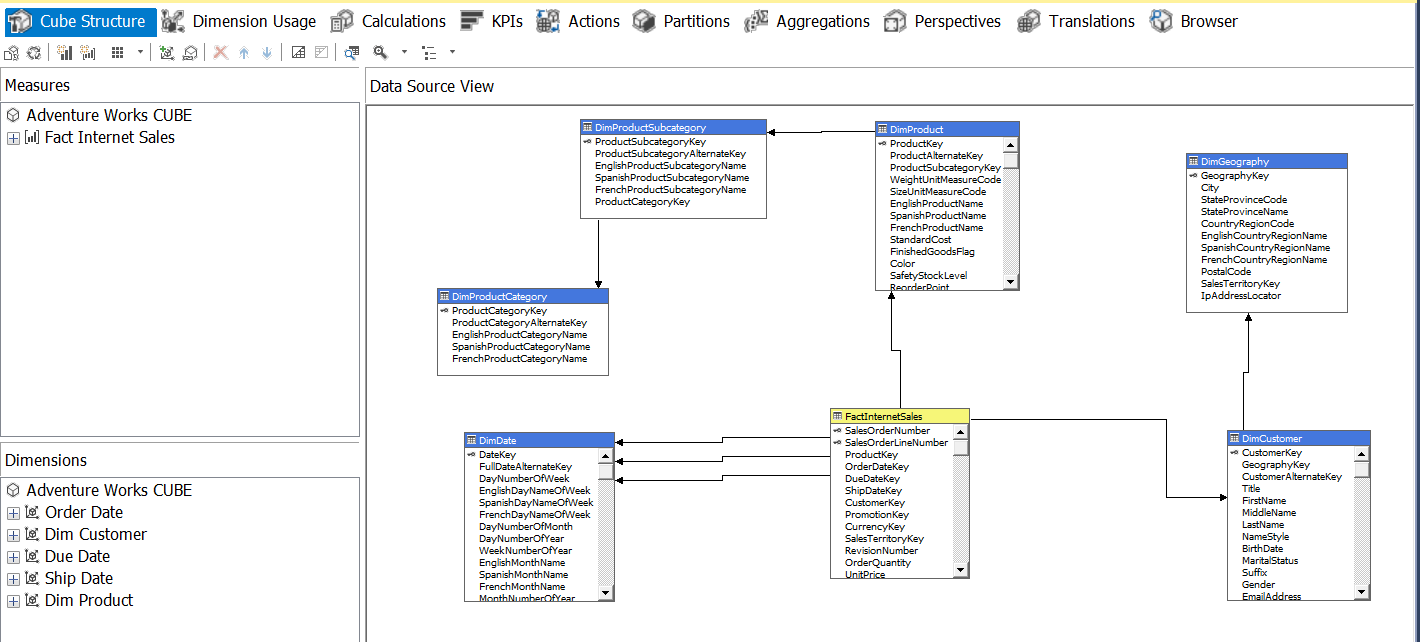 Cube Structure Dimension Usage Calculations KPIs Actions Partitions Aggregations Perspectives Translations Browser
Measures
Adventure Works CUBE
Fact Internet Sales
Dimensions
Adventure Works CUBE
Order Date
Dim Customer
Due Date
Ship Date
Dim Product
Data Source View
DimProductSubcategory
ProductSubcategoryKey
ProductSubcategoryAlternateKey
EnglishProductSubcategoryName
SpanishProductSubcategoryName
FrenchProductSubcategoryName
ProductCategoryKey
DimProduct
ProductKey
ProductAlternateKey
ProductSubcategoryKey
WeightUnitMeasureCode
SizeUnitMeasureCode
EnglishProductName
SpanishProductName
FrenchProductName
StandardCost
FinishedGoodsFlag
Color
SafetyStockLevel
ReorderPoint
DimGeography
GeographyKey
City
StateProvinceCode
StateProvinceName
CountryRegionCode
EnglishCountryRegionName
SpanishCountryRegionName
FrenchCountryRegionName
PostalCode
SalesTerritoryKey
IpAddressLocator
DimProductCategory
ProductCategoryKey
ProductCategoryAlternateKey
EnglishProductCategoryName
SpanishProductCategoryName
FrenchProductCategoryName
DimDate
DateKey
FullDateAlternateKey
DayNumberOfWeek
EnglishDayNameOfWeek
SpanishDayNameOfWeek
FrenchDayNameOfWeek
DayNumberOfMonth
DayNumberOfYear
WeekNumberOfYear
EnglishMonthName
SpanishMonthName
FrenchMonthName
MonthNumberOfYear
FactInternetSales
SalesOrderNumber
SalesOrderLineNumber
ProductKey
OrderDateKey
DueDateKey
ShipDateKey
CustomerKey
PromotionKey
CurrencyKey
SalesTerritoryKey
RevisionNumber
OrderQuantity
UnitPrice
DimCustomer
CustomerKey
GeographyKey
CustomerAlternateKey
Title
FirstName
MiddleName
LastName
NameStyle
BirthDate
MaritalStatus
Suffix
Gender
EmailAddress